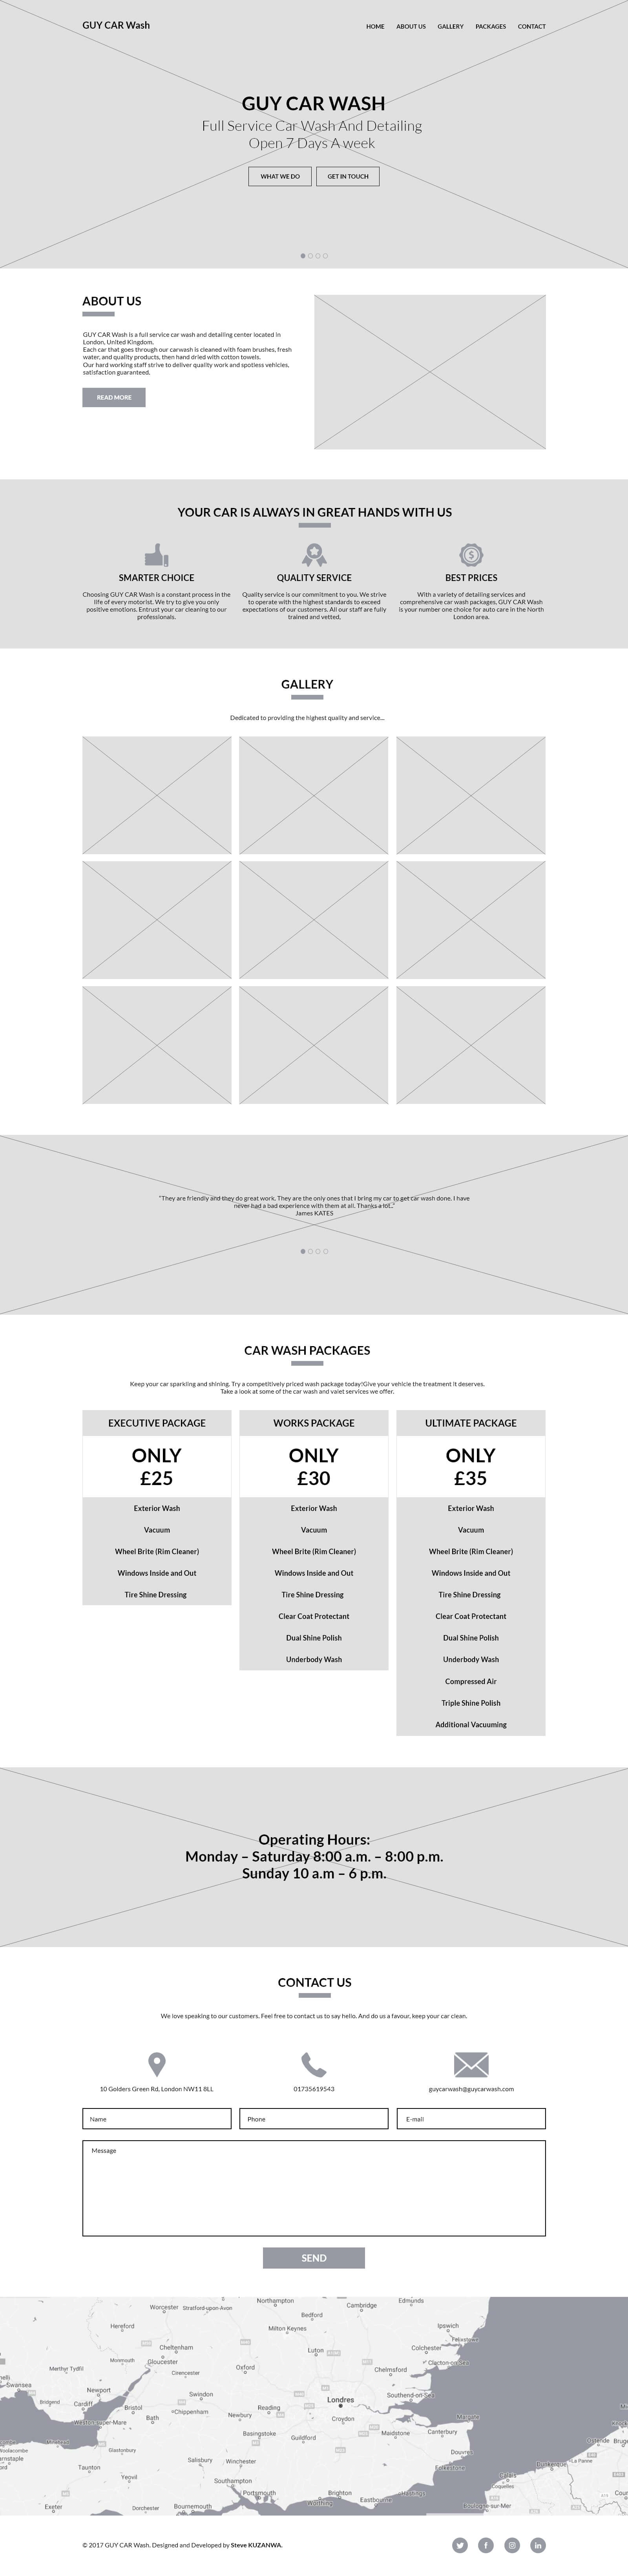 GUY CAR Wash
HOME ABOUT US GALLERY PACKAGES CONTACT
GUY CAR WASH
Full Service Car Wash And Detailing
Open 7 Days A week
WHAT WE DO GET IN TOUCH
ABOUT US
GUY CAR Wash is a full service car wash and detailing center located in
London, United Kingdom.
Each car that goes through our carwash is cleaned with foam brushes, fresh
water, and quality products, then hand dried with cotton towels.
Our hard working staff strive to deliver quality work and spotless vehicles,
satisfaction guaranteed.
READ MORE
YOUR CAR IS ALWAYS IN GREAT HANDS WITH US
SMARTER CHOICE
Choosing GUY CAR Wash is a constant process in the
life of every motorist. We try to give you only
positive emotions. Entrust your car cleaning to our
professionals.
QUALITY SERVICE
Quality service is our commitment to you. We strive
to operate with the highest standards to exceed
expectations of our customers. All our staff are fully
trained and vetted.
BEST PRICES
With a variety of detailing services and
comprehensive car wash packages, GUY CAR Wash
is your number one choice for auto care in the North
London area.
GALLERY
Dedicated to providing the highest quality and service...
"They are friendly and they do great work. They are the only ones that I bring my car to get car wash done. I have
never had a bad experience with them at all. Thanks a lot.."
James KATES
CAR WASH PACKAGES
Keep your car sparkling and shining. Try a competitively priced wash package today!Give your vehicle the treatment it deserves.
Take a look at some of the car wash and valet services we offer.
EXECUTIVE PACKAGE
ONLY
£25
Exterior Wash
Vacuum
Wheel Brite (Rim Cleaner)
Windows Inside and Out
Tire Shine Dressing
WORKS PACKAGE
ONLY
£30
Exterior Wash
Vacuum
Wheel Brite (Rim Cleaner)
Windows Inside and Out
Tire Shine Dressing
Clear Coat Protectant
Dual Shine Polish
Underbody Wash
ULTIMATE PACKAGE
ONLY
£35
Exterior Wash
Vacuum
Wheel Brite (Rim Cleaner)
Windows Inside and Out
Tire Shine Dressing
Clear Coat Protectant
Dual Shine Polish
Underbody Wash
Compressed Air
Triple Shine Polish
Additional Vacuuming
Operating Hours:
Monday – Saturday 8:00 a.m. – 8:00 p.m.
Sunday 10 a.m – 6 p.m.
CONTACT US
We love speaking to our customers. Feel free to contact us to say hello. And do us a favour, keep your car clean.
10 Golders Green Rd, London NW11 8LL
01735619543
guycarwash@guycarwash.com
Name
Phone
E-mail
Message
SEND
Northampton
Edmunds
Worcester
Stratford-upon-Avon
Cambridge
Bedford
Hereford
Milton Keynes
Ipswich
Felixstowe
Cheltenham
Colchester
Merthyr Tydfil
Monmouth
Gloucester
Luton
Clacton-on-Sea
Cirencester
Oxford
Chelmsford
Swansea
Newport
Swindon
Southend-on-Sea
Londres
Bridgend
Cardiff
Bristol
Chippenham
Reading
Newbury
Croydon
Margate
Weston-super-Mare
Bath
Basingstoke
Guildford
Maidstone
Canterbury
Minehead
Glastonbury
Salisbury
Winchester
Douvres
Folkestone
Ostende
Taunton
Yeovil
Southampton
Calais
Dunkerque
La Panne
Coquelles
Portsmouth
Brighton
Hastings
Worthing
Eastbourne
Exeter
Dorchester
Bournemouth
Boulogne-sur-Mer
© 2017 GUY CAR Wash. Designed and Developed by Steve KUZANWA.